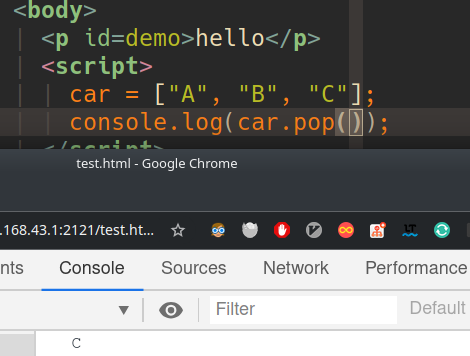 <body>
<p id=demo>hello</p>
<script>
car = ["A", "B", "C"];
console.log(car.pop());
</script>
test.html - Google Chrome
.168.43.1:2121/test.ht...
nts Console Sources Network Performance
Filter Default
C